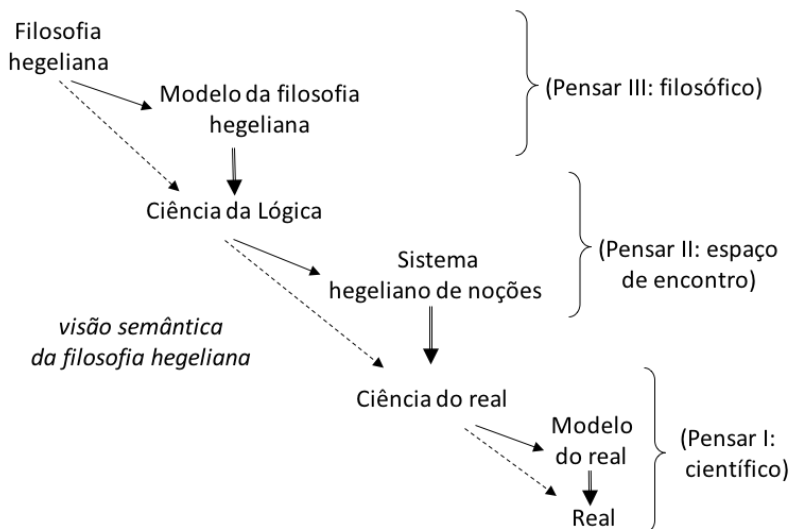 Filosofia
hegeliana
Modelo da filosofia
hegeliana
(Pensar III: filosófico)
Ciência da Lógica
Sistema
hegeliano de noções
(Pensar II: espaço
de encontro)
visão semântica
da filosofia hegeliana
Ciência do real
Modelo
do real
(Pensar I:
científico)
Real